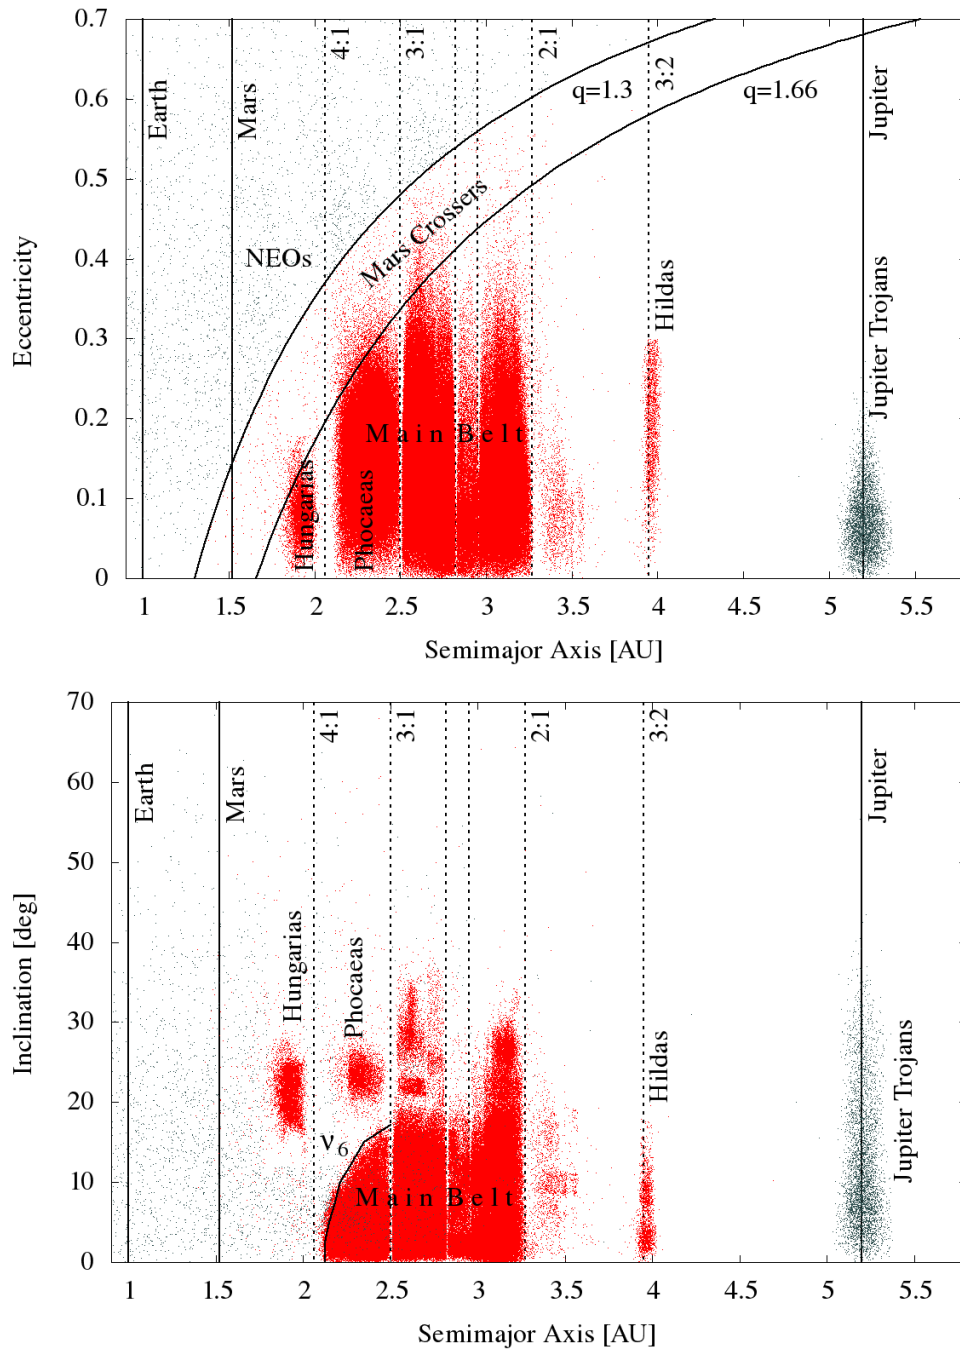 0.7
0.6
0.5
0.4
0.3
0.2
0.1
0
Eccentricity
Earth
Mars
4:1
3:1
2:1
3:2
q=1.3
q=1.66
Jupiter
NEOs
Mars Crossers
Hildas
Jupiter Trojans
Main Belt
Hungarias
Phocaeas
1 1.5 2 2.5 3 3.5 4 4.5 5 5.5
Semimajor Axis [AU]
70
60
50
40
30
20
10
0
Inclination [deg]
Earth
Mars
4:1
3:1
2:1
3:2
Jupiter
Hungarias
Phocaeas
ν6
Main Belt
Hildas
Jupiter Trojans
1 1.5 2 2.5 3 3.5 4 4.5 5 5.5
Semimajor Axis [AU]